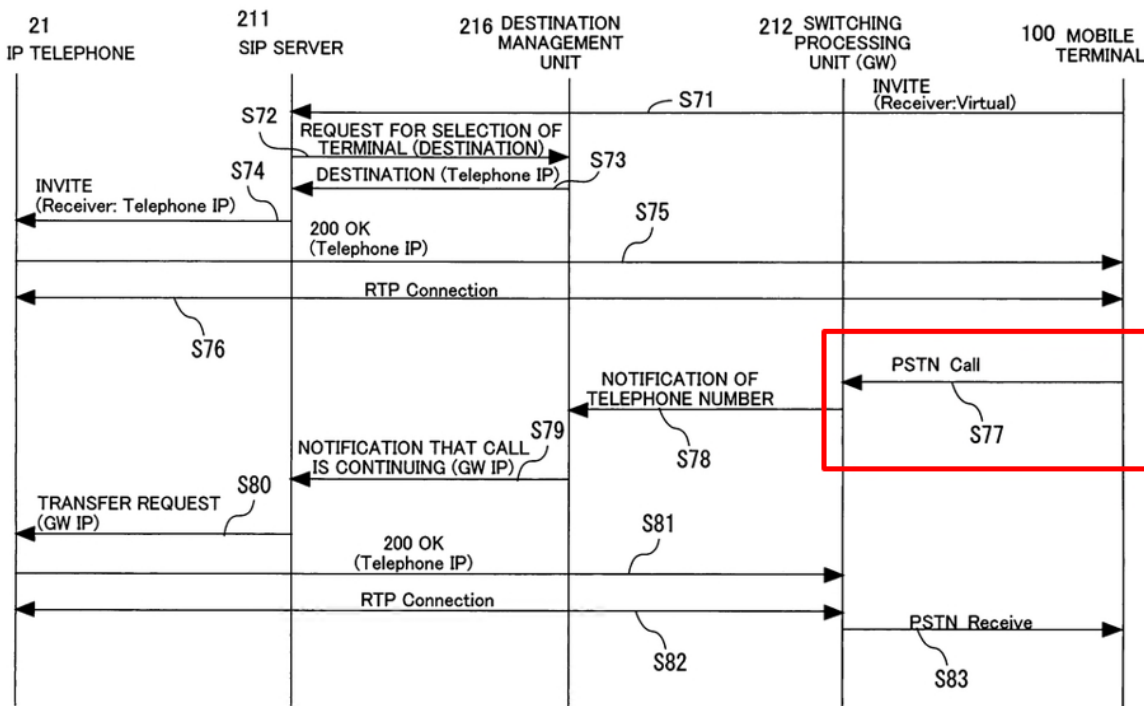 21
IP TELEPHONE
211
SIP SERVER
216 DESTINATION
MANAGEMENT
UNIT
212 SWITCHING
PROCESSING
UNIT (GW)
100 MOBILE
TERMINAL
INVITE
(Receiver:Virtual)
S71
S72
REQUEST FOR SELECTION OF
TERMINAL (DESTINATION)
S73
DESTINATION (Telephone IP)
S74
INVITE
(Receiver: Telephone IP)
200 OK
(Telephone IP)
S75
RTP Connection
S76
PSTN Call
S77
NOTIFICATION OF
TELEPHONE NUMBER
S78
S79
NOTIFICATION THAT CALL
IS CONTINUING (GW IP)
S80
TRANSFER REQUEST
(GW IP)
200 OK
(Telephone IP)
S81
RTP Connection
S82
PSTN Receive
S83